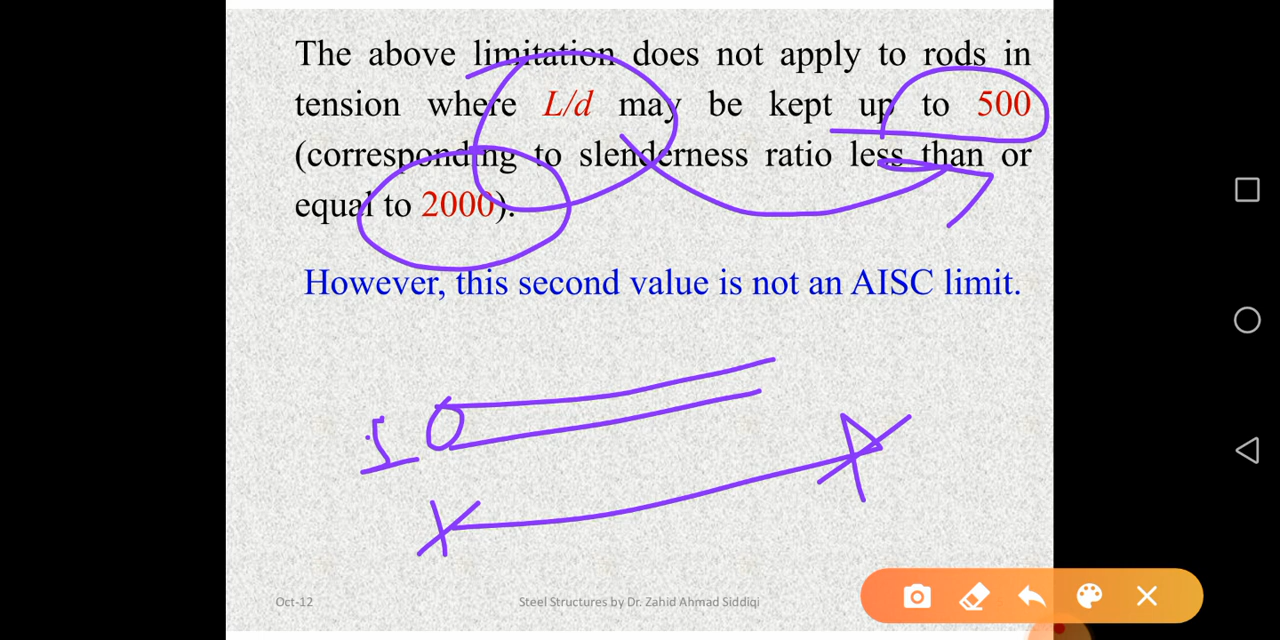 The above limitation does not apply to rods in
tension where L/d may be kept up to 500
(corresponding to slenderness ratio less than or
equal to 2000).
However, this second value is not an AISC limit.
Oct-12
Steel Structures by Dr. Zahid Ahmad Siddiqi